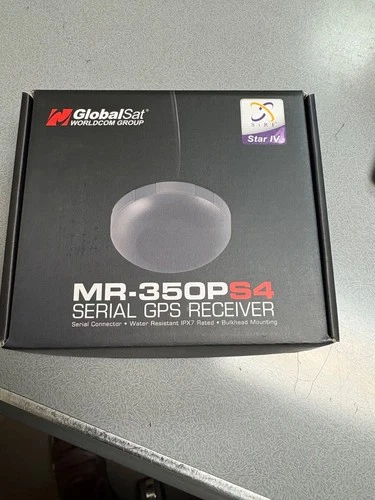 GlobalSat®
WORLDCOM GROUP
SiRF
Star IV
MR-350PS4
SERIAL GPS RECEIVER
Serial Connector • Water Resistant IPX7 Rated • Bulkhead Mounting